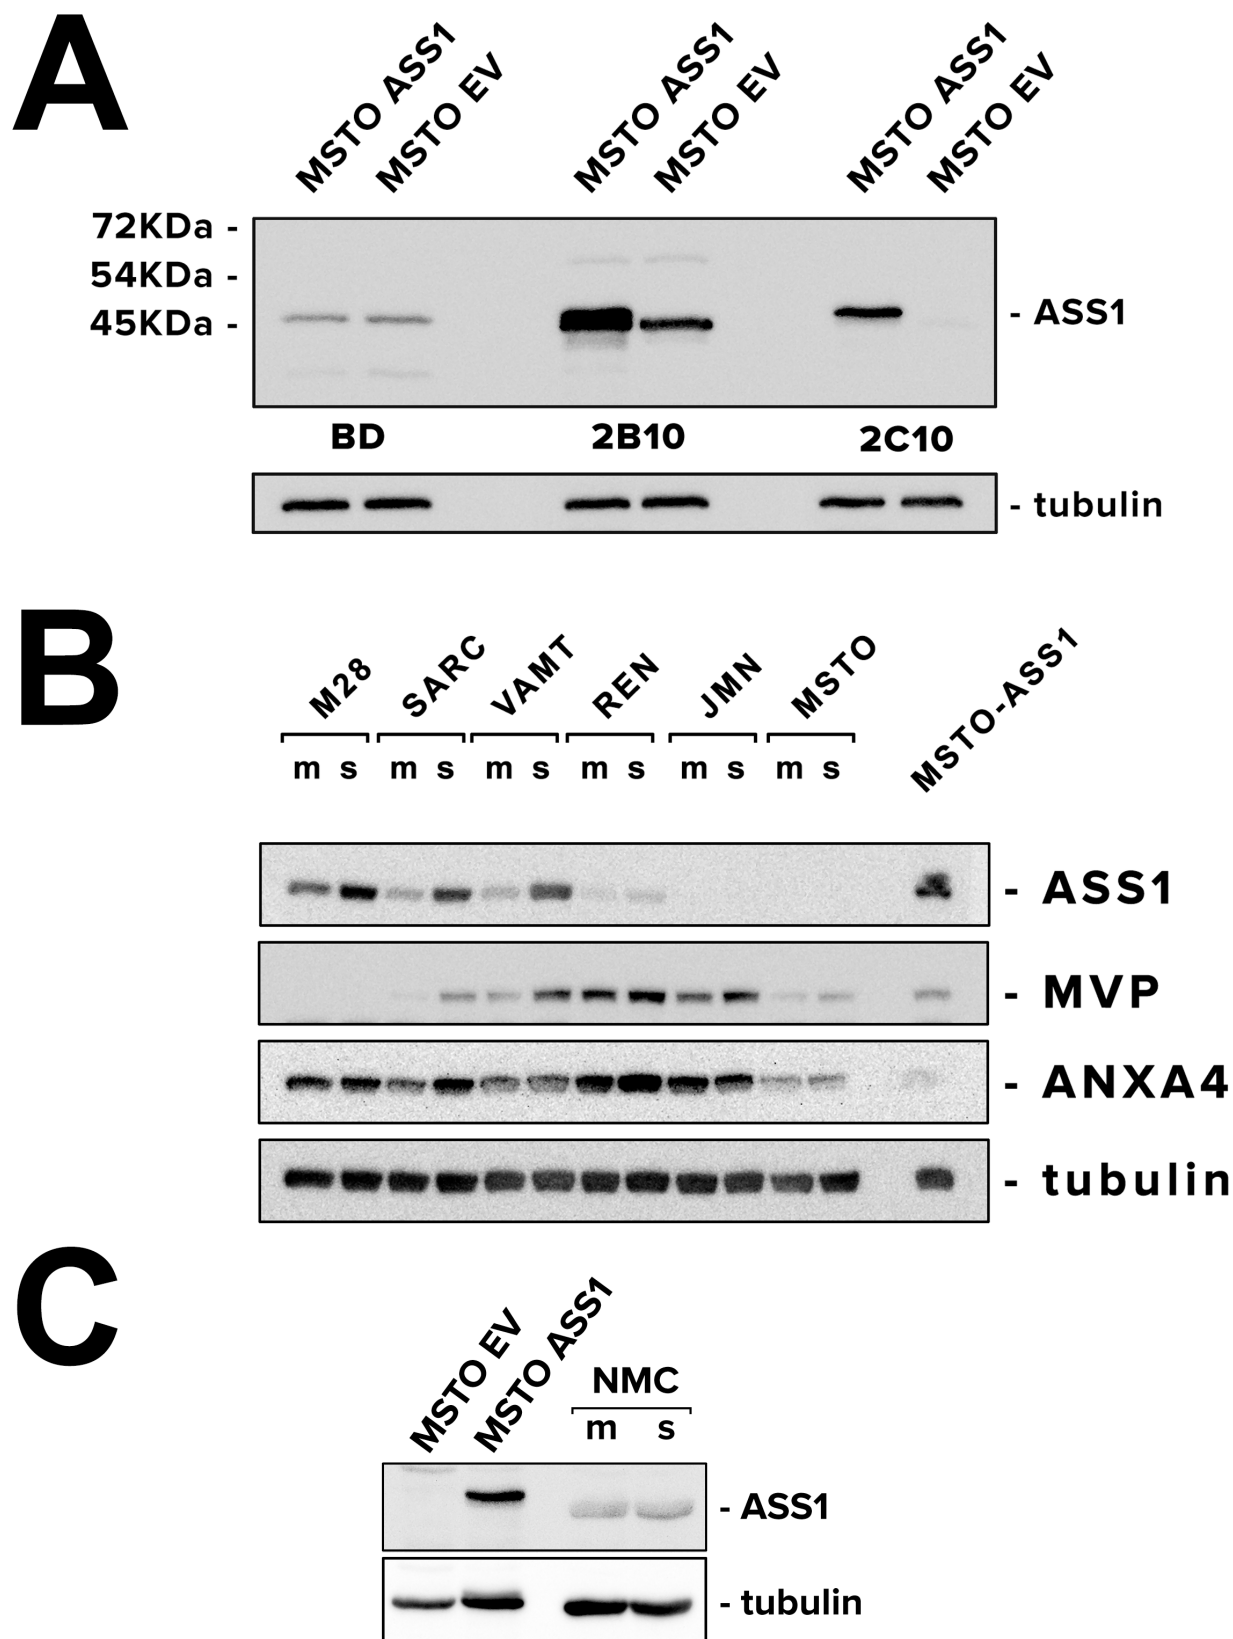 A
MSTO ASS1
MSTO EV
MSTO ASS1
MSTO EV
MSTO ASS1
MSTO EV
72KDa -
54KDa -
45KDa -
- ASS1
BD
2B10
2C10
- tubulin
B
M28
SARC
VAMT
REN
JMN
MSTO
MSTO-ASS1
m s m s m s m s m s m s
- ASS1
- MVP
- ANXA4
- tubulin
C
MSTO EV
MSTO ASS1
NMC
m s
- ASS1
- tubulin